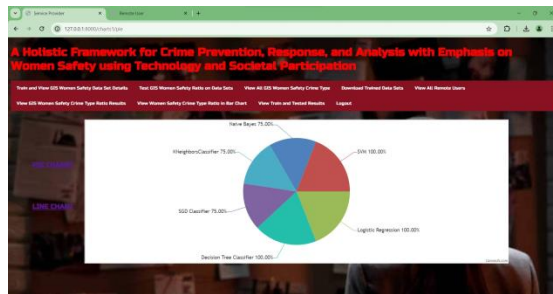 Service Provider
Remote User
127.0.0.1:8000/charts1/pie
A Holistic Framework for Crime Prevention, Response, and Analysis with Emphasis on
Women Safety using Technology and Societal Participation
Train and View GIS Women Safety Data Set Details
Test GIS Women Safety Ratio on Data Sets
View All GIS Women Safety Crime Type
Download Trained Data Sets
View All Remote Users
View GIS Women Safety Crime Type Ratio Results
View Women Safety Crime Type Ratio in Bar Chart
View Train and Tested Results
Logout
Naive Bayes 75.00%
KNeighborsClassifier 75.00%
SVM 100.00%
PIE CHART
LINE CHART
SGD Classifier 75.00%
Logistic Regression 100.00%
Decision Tree Classifier 100.00%